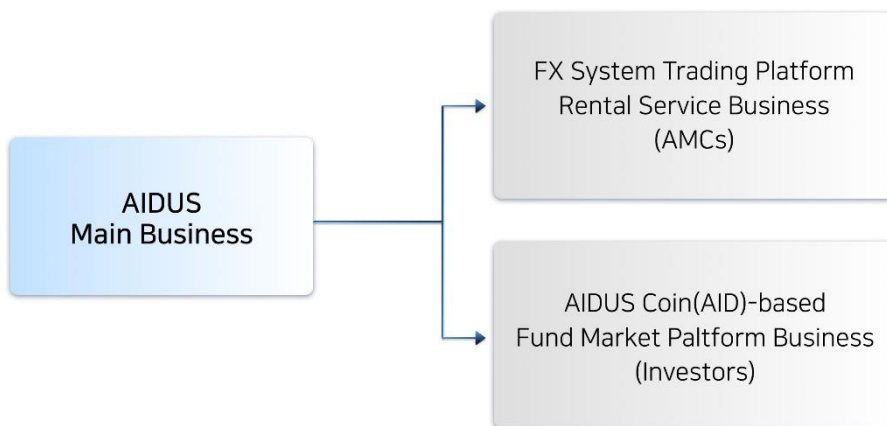 AIDUS
Main Business
FX System Trading Platform
Rental Service Business
(AMCs)
AIDUS Coin(AID)-based
Fund Market Paltform Business
(Investors)